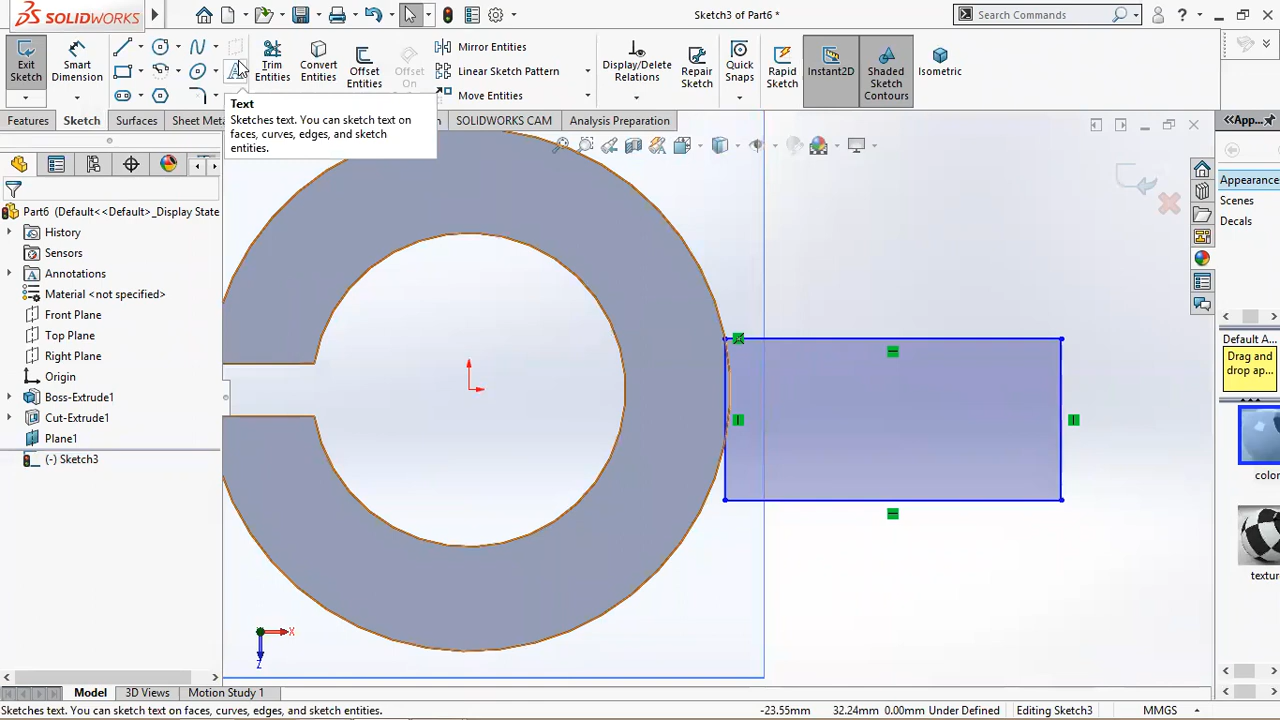 SOLIDWORKS
Sketch3 of Part6 *
Search Commands
Exit Sketch
Smart Dimension
Trim Entities
Convert Entities
Offset Entities
Offset On
Mirror Entities
Linear Sketch Pattern
Move Entities
Display/Delete Relations
Repair Sketch
Quick Snaps
Rapid Sketch
Instant2D
Shaded Sketch Contours
Isometric
Features
Sketch
Surfaces
Sheet Meta
SOLIDWORKS CAM
Analysis Preparation
Text
Sketches text. You can sketch text on
faces, curves, edges, and sketch
entities.
Part6 (Default<<Default>_Display State
History
Sensors
Annotations
Material <not specified>
Front Plane
Top Plane
Right Plane
Origin
Boss-Extrude1
Cut-Extrude1
Plane1
(-) Sketch3
X
Z
App...
Appearance
Scenes
Decals
Default A...
Drag and
drop ap...
color
textur
Model
3D Views
Motion Study 1
Sketches text. You can sketch text on faces, curves, edges, and sketch entities.
-23.55mm
32.24mm 0.00mm Under Defined
Editing Sketch3
MMGS